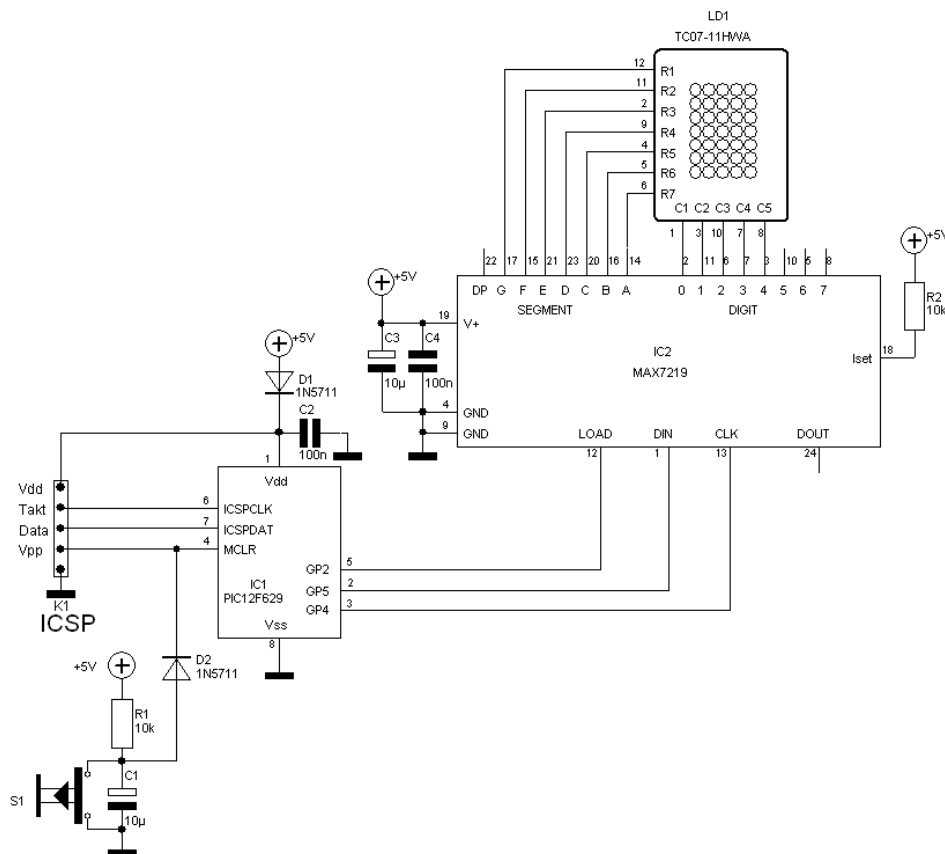 LD1
TC07-11HWA
12 R1
11 R2
2 R3
9 R4
4 R5
5 R6
6 R7
C1 C2 C3 C4 C5
1 3 10 7 8
22 17 15 21 23 20 16 14 2 11 6 7 3 10 5 8
DP G F E D C B A 0 1 2 3 4 5 6 7
SEGMENT DIGIT
+5V
R2
10k
+5V
19 V+
C3
10µ
C4
100n
IC2
MAX7219
18 Iset
4 GND
9 GND
LOAD DIN CLK DOUT
12 1 13 24
+5V
D1
1N5711
C2
100n
1
Vdd
Vdd
Takt
Data
Vpp
K1
ICSP
6 ICSPCLK
7 ICSPDAT
4 MCLR
IC1
PIC12F629
GP2 5
GP5 2
GP4 3
Vss
8
D2
1N5711
+5V
R1
10k
S1
C1
10µ